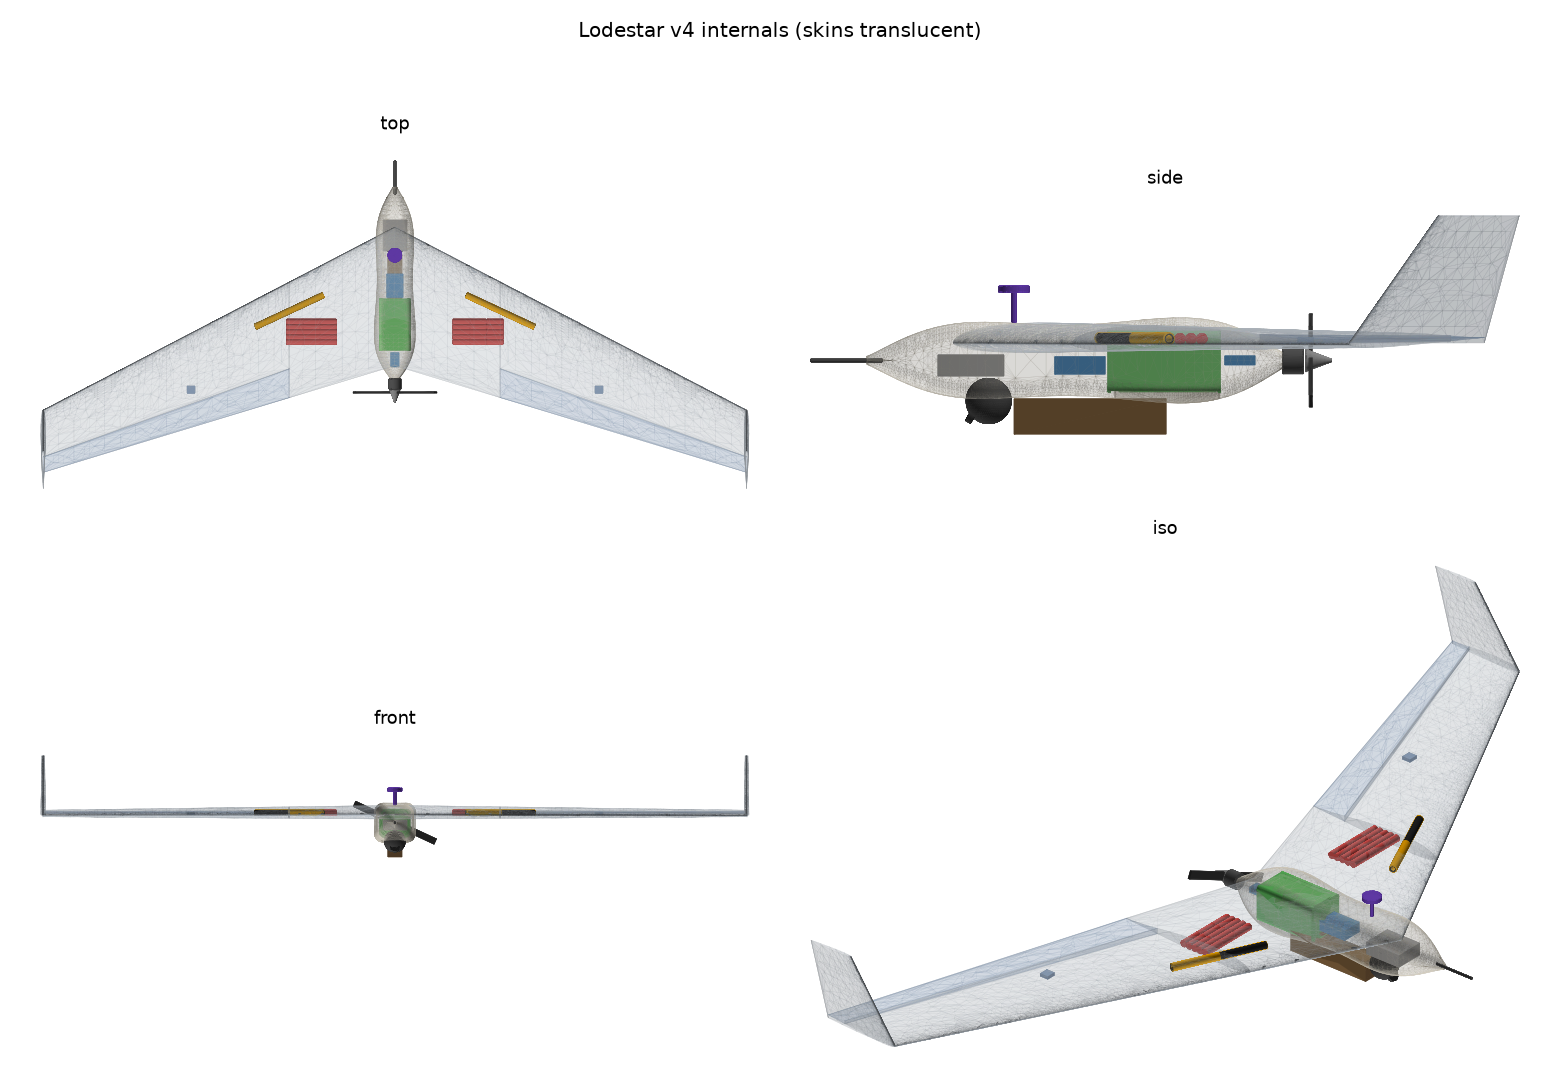 Lodestar v4 internals (skins translucent)
top
side
iso
front